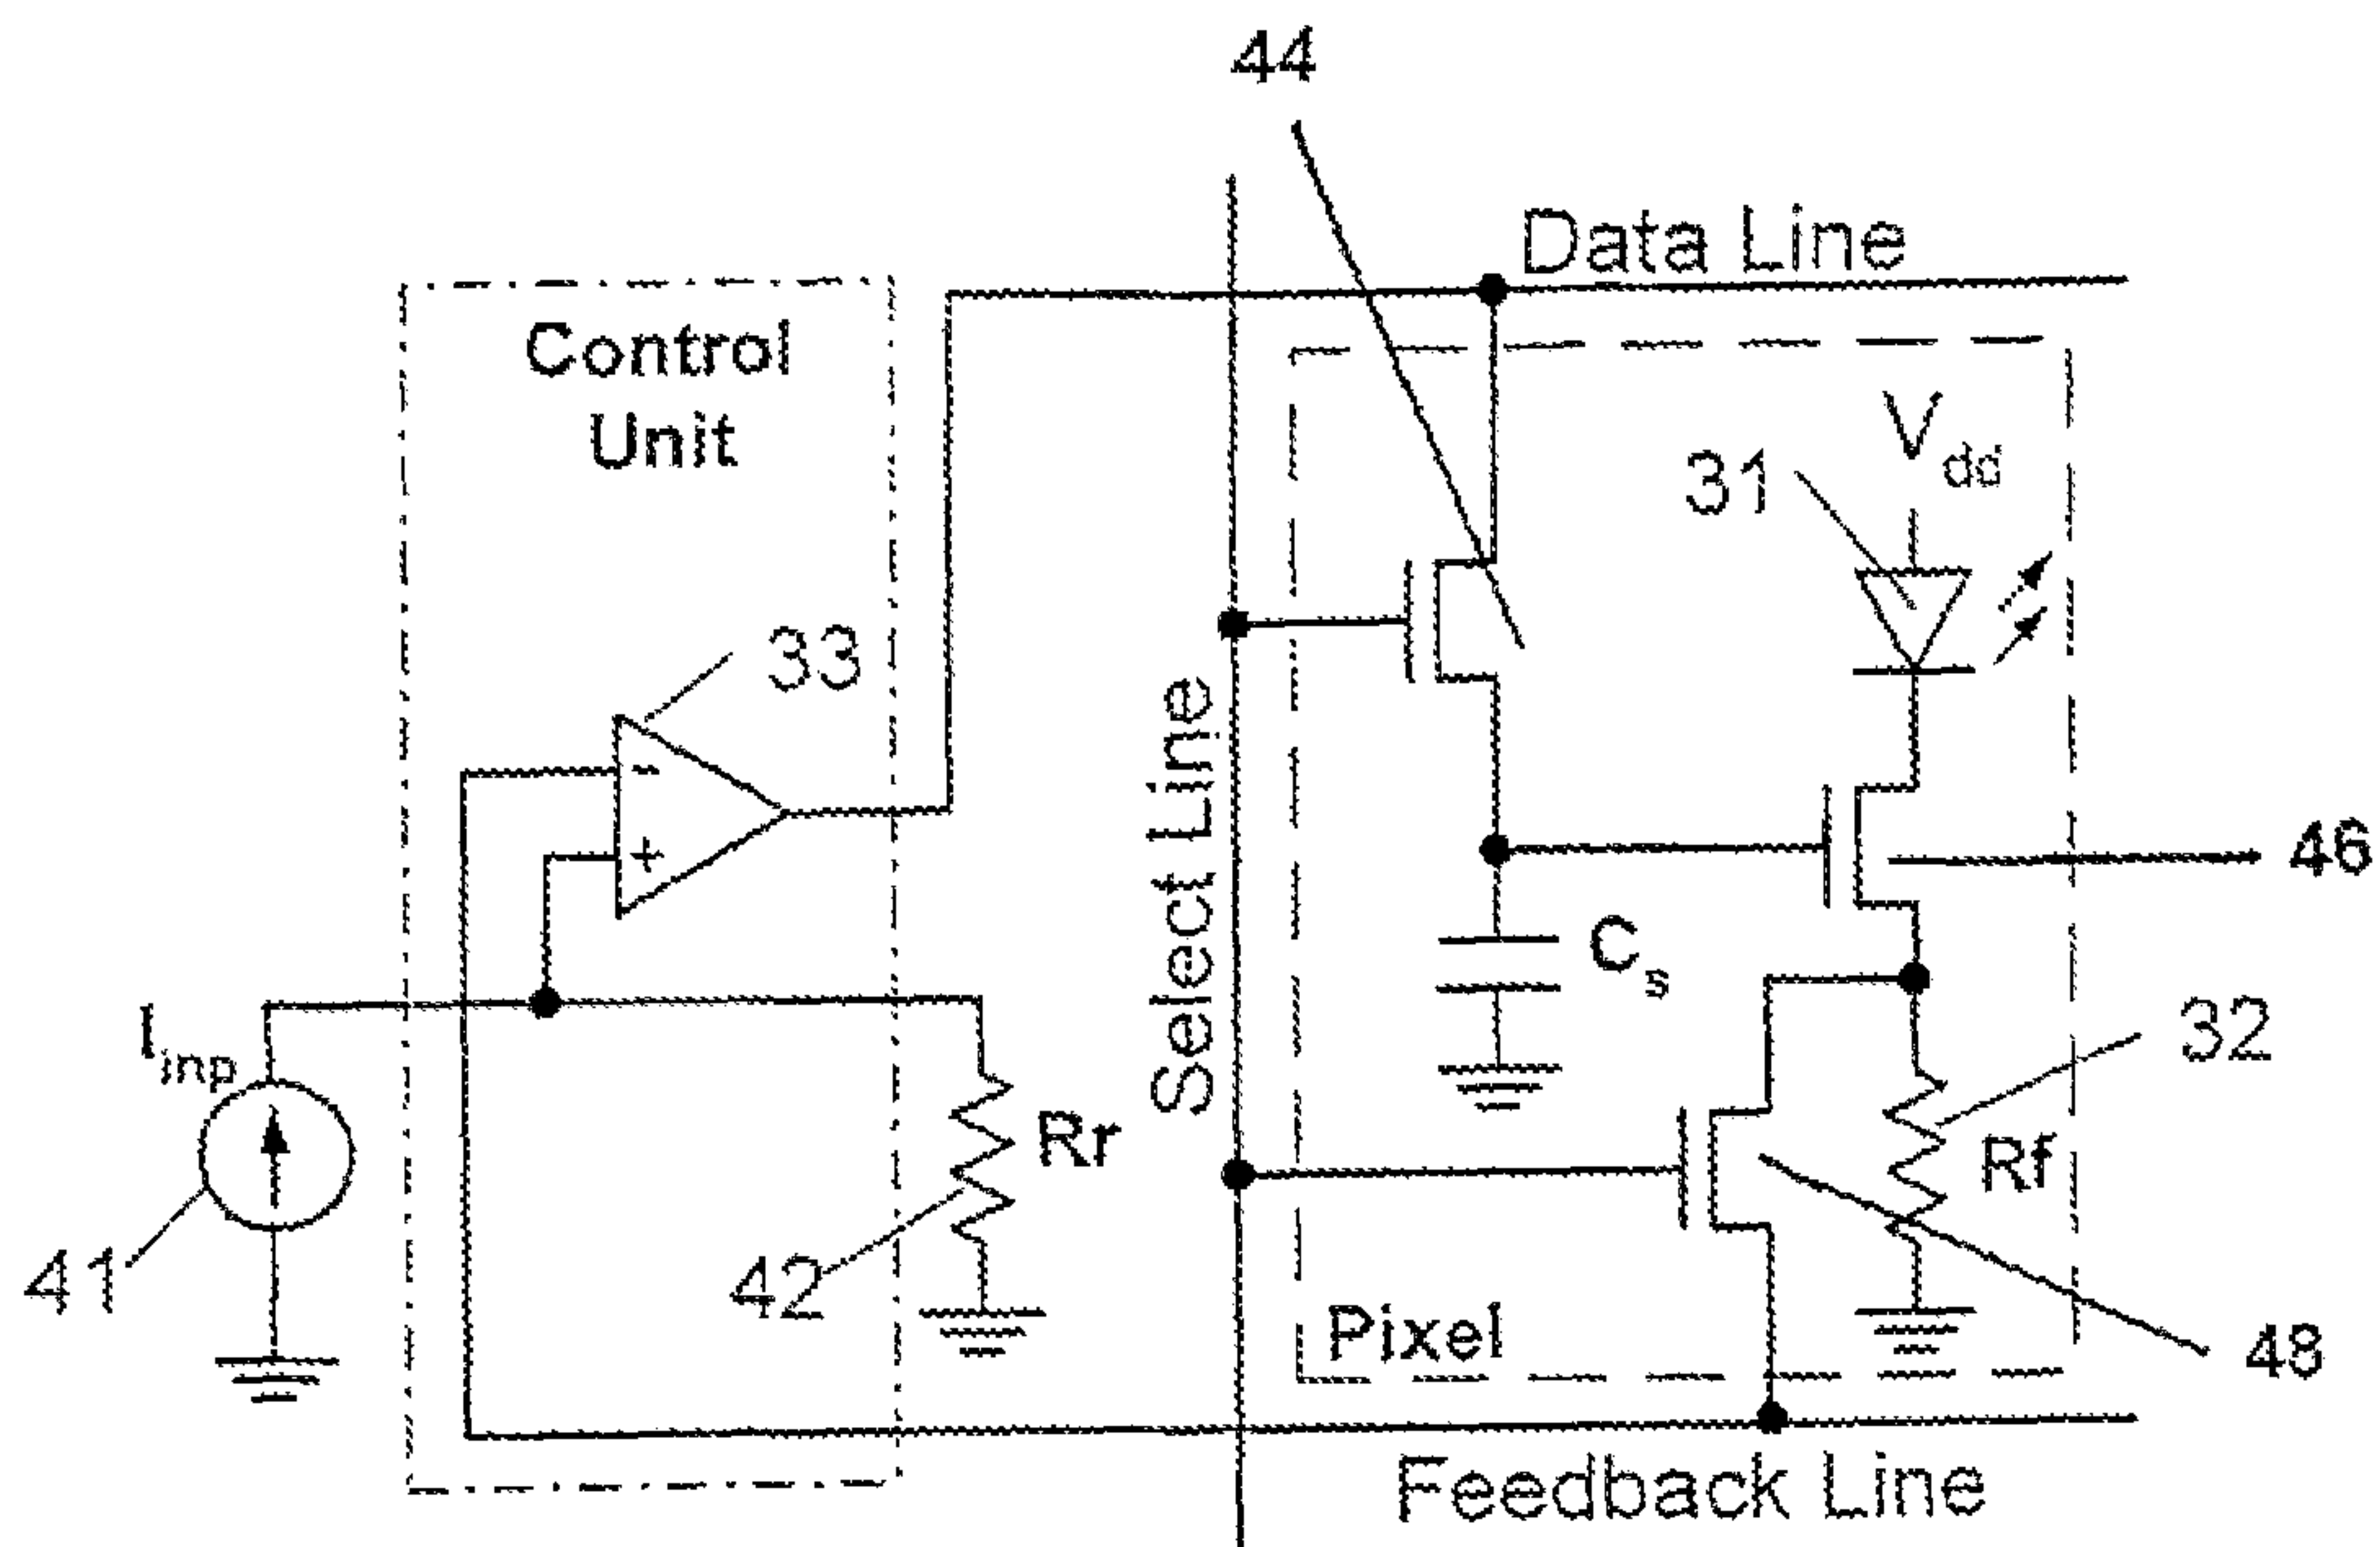 44
Data Line
Control
Unit
V
dd
31
33
Select Line
-
+
46
C
s
I
inp
32
Rr
Rf
41
42
Pixel
48
Feedback Line